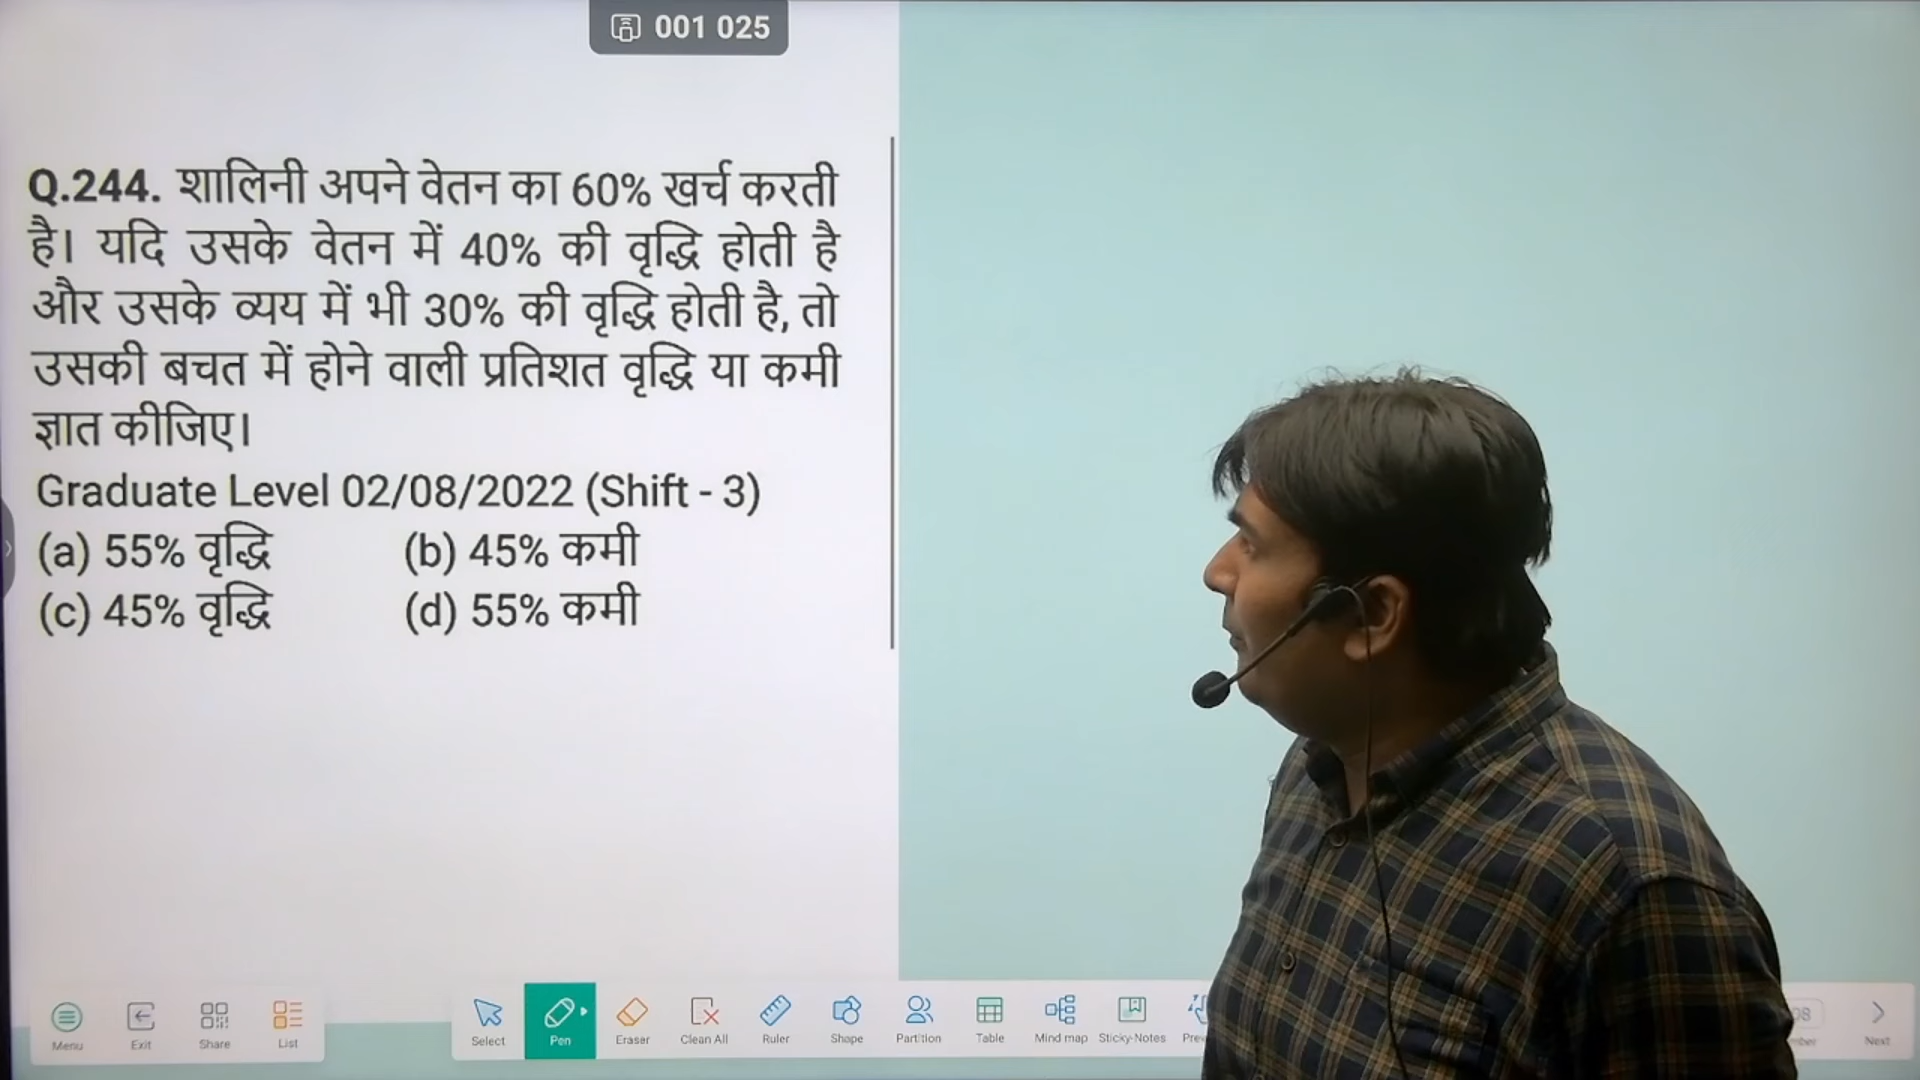 001 025
Q.244. शालिनी अपने वेतन का 60% खर्च करती
है। यदि उसके वेतन में 40% की वृद्धि होती है
और उसके व्यय में भी 30% की वृद्धि होती है, तो
उसकी बचत में होने वाली प्रतिशत वृद्धि या कमी
ज्ञात कीजिए।
Graduate Level 02/08/2022 (Shift - 3)
(a) 55% वृद्धि (b) 45% कमी
(c) 45% वृद्धि (d) 55% कमी
Menu Exit Share List Select Pen Eraser Clean All Ruler Shape Partition Table Mind map Sticky-Notes Next